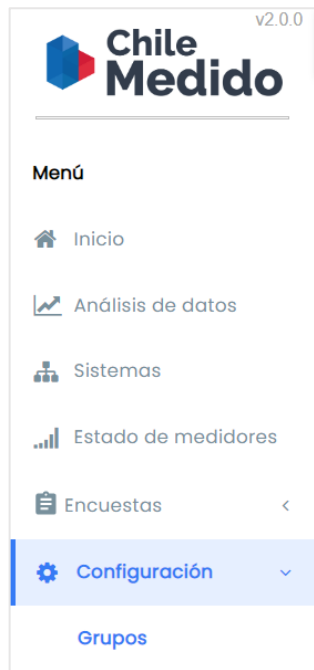 v2.0.0
Chile
Medido
Menú
Inicio
Análisis de datos
Sistemas
Estado de medidores
Encuestas
Configuración
Grupos